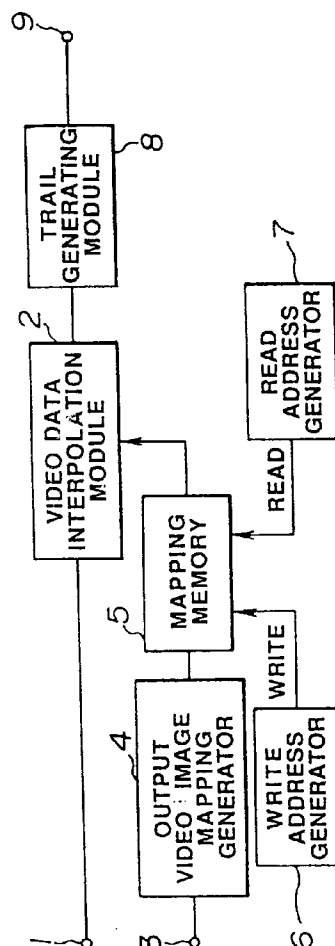 1
2
VIDEO DATA
INTERPOLATION
MODULE
TRAIL
GENERATING
MODULE
8
9
3
4
OUTPUT
VIDEO IMAGE
MAPPING
GENERATOR
5
MAPPING
MEMORY
WRITE
READ
6
WRITE
ADDRESS
GENERATOR
7
READ
ADDRESS
GENERATOR